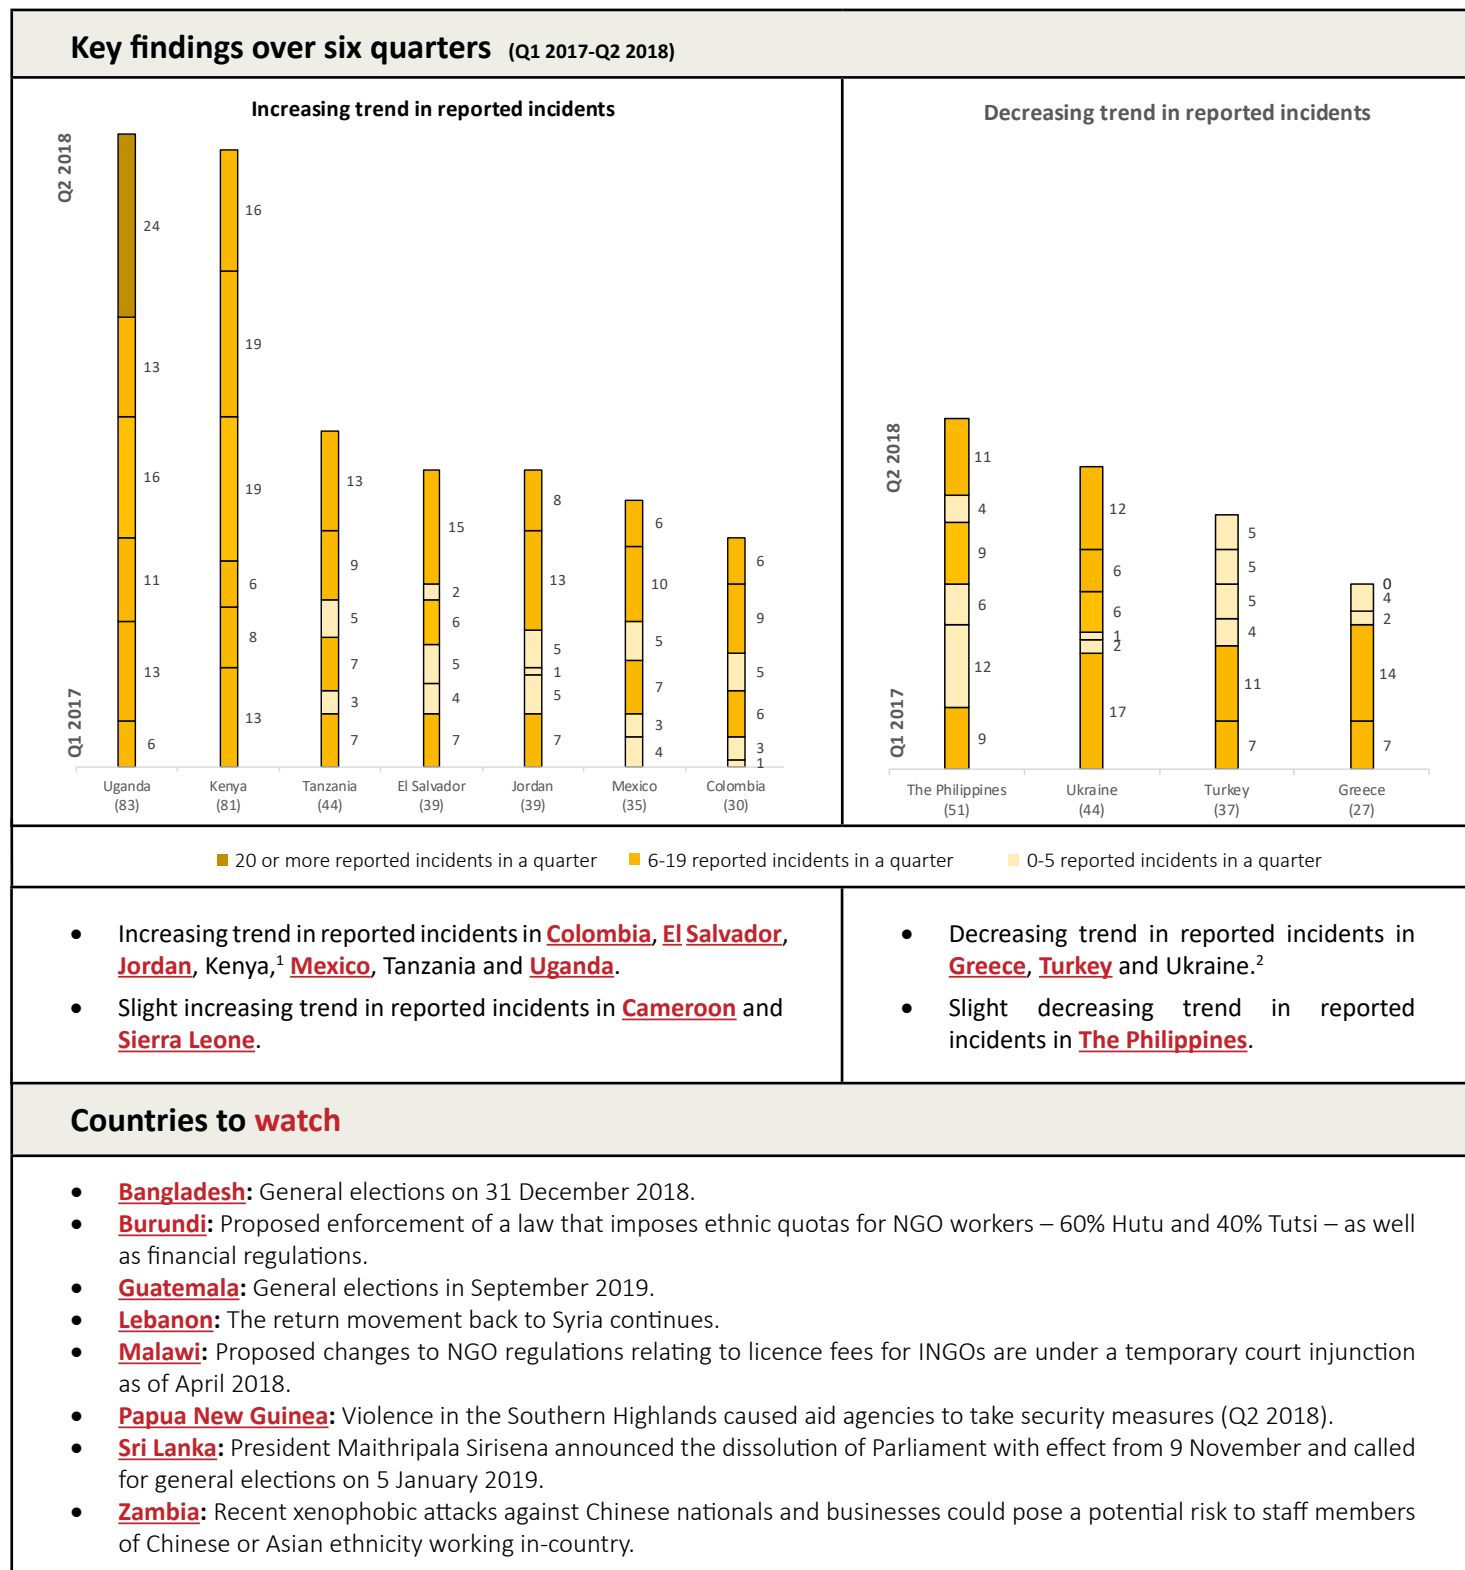 Key findings over six quarters (Q1 2017-Q2 2018)
Increasing trend in reported incidents
Q2 2018
Q1 2017
24
13
16
11
13
6
16
19
19
6
8
13
13
9
5
7
3
7
15
2
6
5
4
7
8
13
5
1
5
7
6
10
5
7
3
4
6
9
5
6
3
1
Uganda
(83)
Kenya
(81)
Tanzania
(44)
El Salvador
(39)
Jordan
(39)
Mexico
(35)
Colombia
(30)
Decreasing trend in reported incidents
Q2 2018
Q1 2017
11
4
9
6
12
9
12
6
6
1
2
17
5
5
5
4
11
7
0
4
2
14
7
The Philippines
(51)
Ukraine
(44)
Turkey
(37)
Greece
(27)
20 or more reported incidents in a quarter 6-19 reported incidents in a quarter 0-5 reported incidents in a quarter
• Increasing trend in reported incidents in Colombia, El Salvador,
Jordan, Kenya,¹ Mexico, Tanzania and Uganda.
• Slight increasing trend in reported incidents in Cameroon and
Sierra Leone.
• Decreasing trend in reported incidents in
Greece, Turkey and Ukraine.²
• Slight decreasing trend in reported
incidents in The Philippines.
Countries to watch
• Bangladesh: General elections on 31 December 2018.
• Burundi: Proposed enforcement of a law that imposes ethnic quotas for NGO workers – 60% Hutu and 40% Tutsi – as well
as financial regulations.
• Guatemala: General elections in September 2019.
• Lebanon: The return movement back to Syria continues.
• Malawi: Proposed changes to NGO regulations relating to licence fees for INGOs are under a temporary court injunction
as of April 2018.
• Papua New Guinea: Violence in the Southern Highlands caused aid agencies to take security measures (Q2 2018).
• Sri Lanka: President Maithripala Sirisena announced the dissolution of Parliament with effect from 9 November and called
for general elections on 5 January 2019.
• Zambia: Recent xenophobic attacks against Chinese nationals and businesses could pose a potential risk to staff members
of Chinese or Asian ethnicity working in-country.